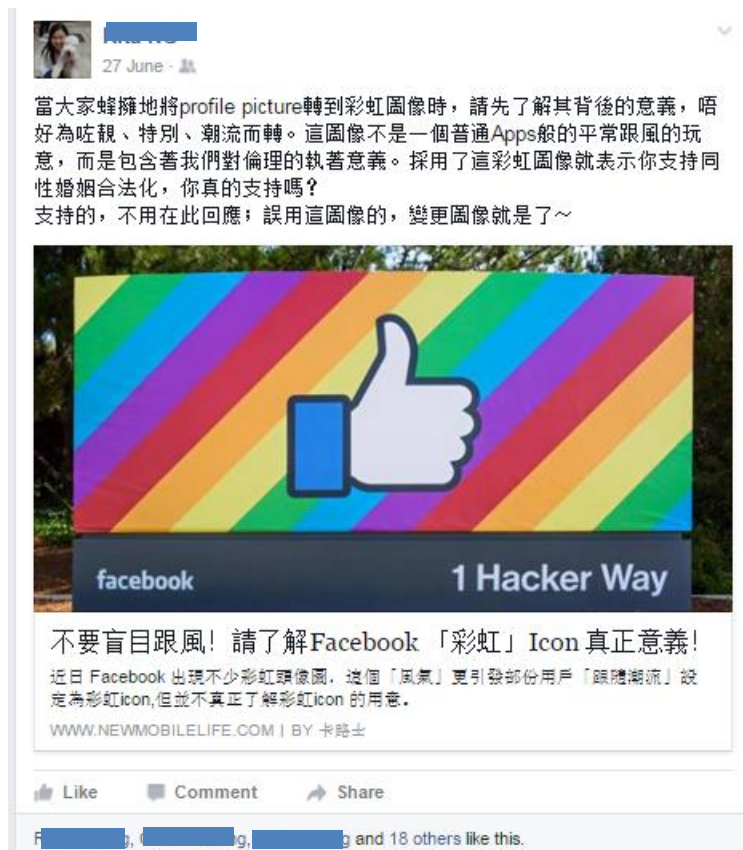 27 June
當大家蜂擁地將profile picture轉到彩虹圖像時，請先了解其背後的意義，唔
好為咗靚、特別、潮流而轉。這圖像不是一個普通Apps般的平常跟風的玩
意，而是包含著我們對倫理的執著意義。採用了這彩虹圖像就表示你支持同
性婚姻合法化，你真的支持嗎？
支持的，不用在此回應；誤用這圖像的，變更圖像就是了～
facebook
1 Hacker Way
不要盲目跟風！請了解Facebook 「彩虹」Icon 真正意義！
近日 Facebook 出現不少彩虹頭像圖，這個「風氣」更引發部份用戶「跟隨潮流」設
定為彩虹icon,但並不真正了解彩虹icon 的用意。
WWW.NEWMOBILELIFE.COM | BY 卡路士
Like Comment Share
and 18 others like this.